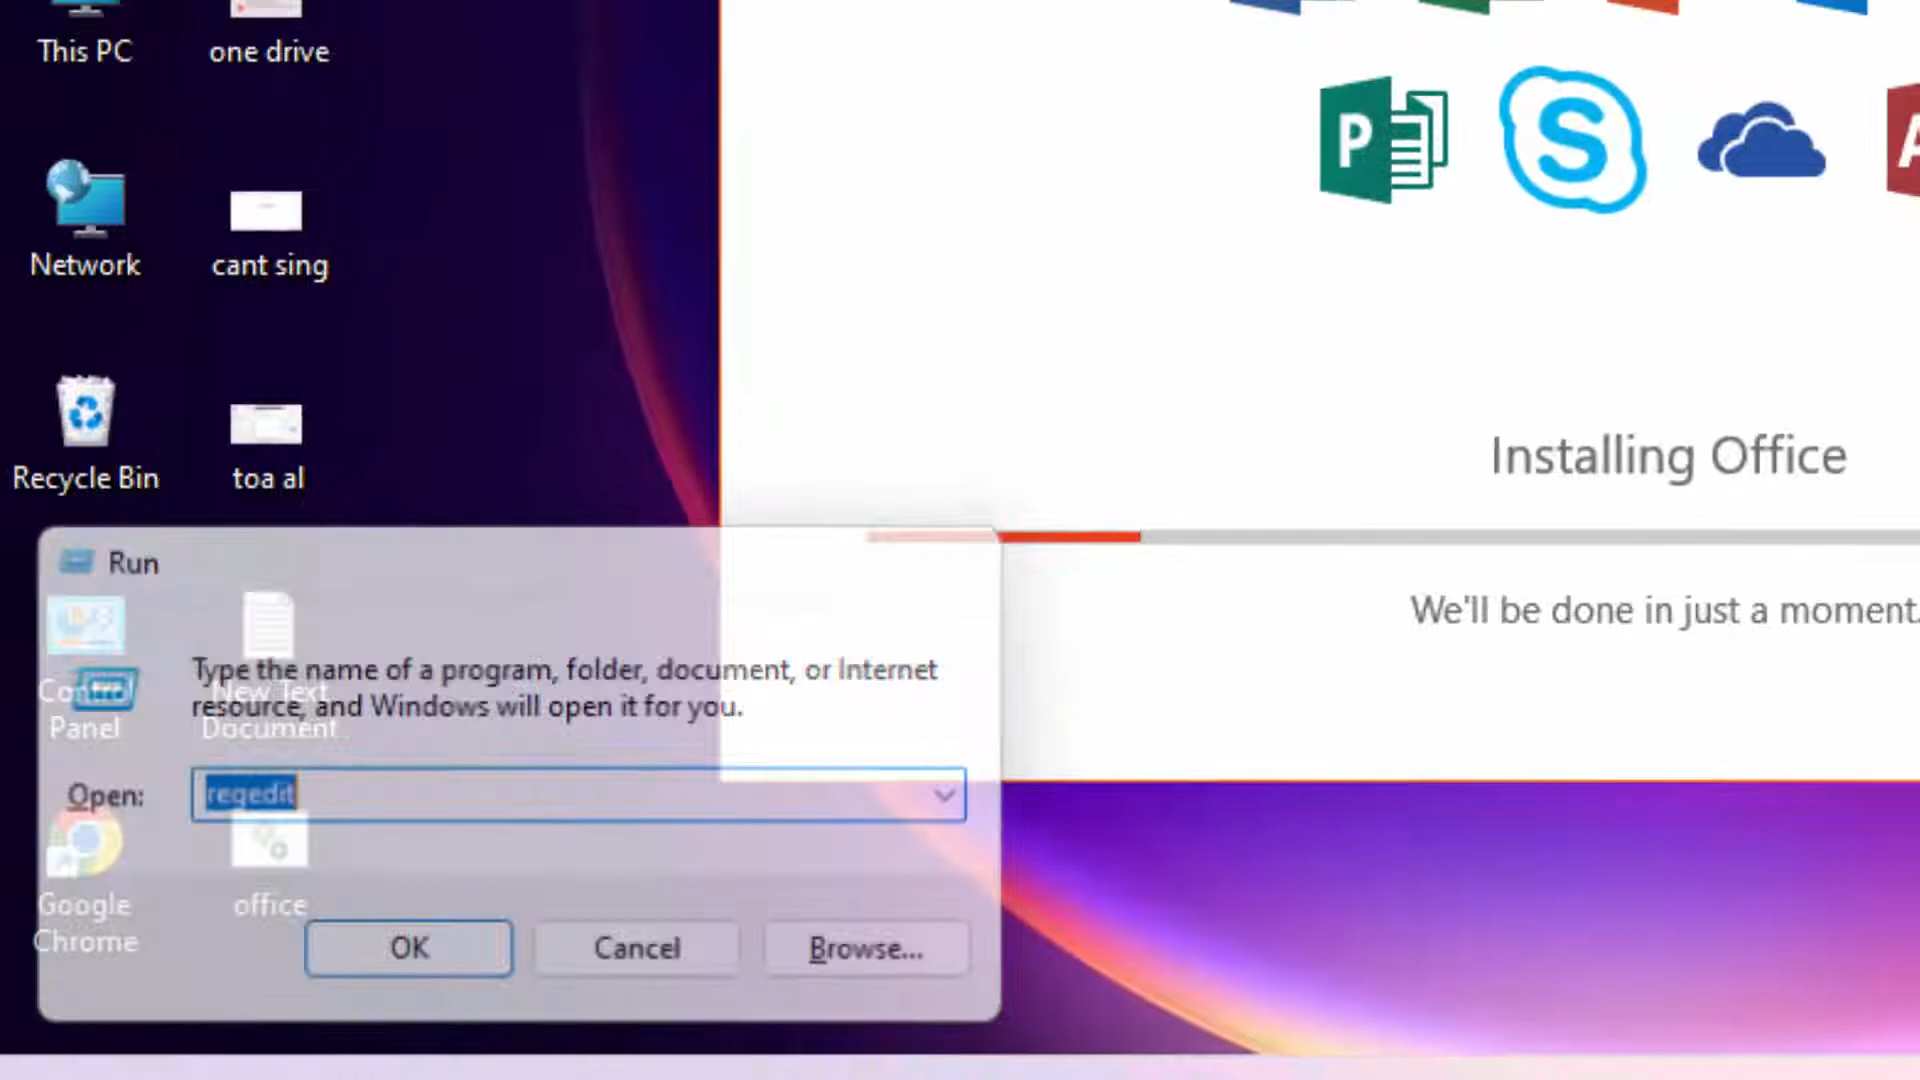 This PC
one drive
Network
cant sing
Recycle Bin
toa al
P
S
A
Installing Office
We'll be done in just a moment.
Run
Type the name of a program, folder, document, or Internet
resource, and Windows will open it for you.
Control
Panel
New Text
Document
Open:
regedit
Google
Chrome
office
OK
Cancel
Browse...